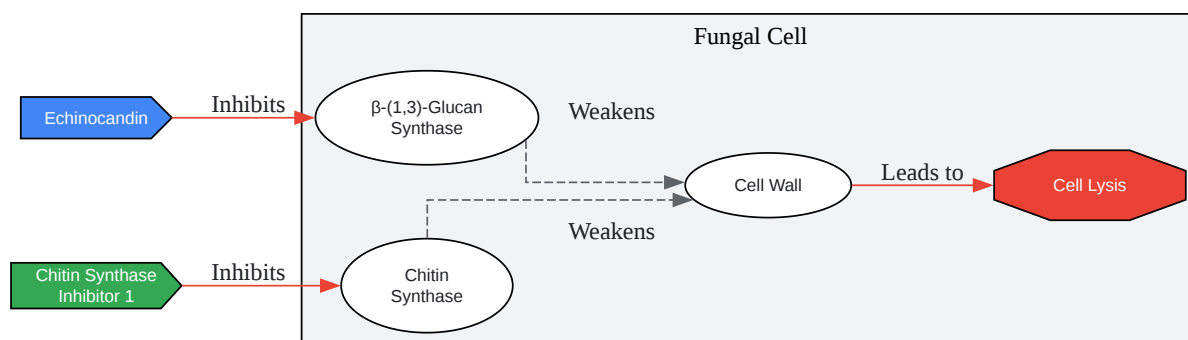 Fungal Cell
Echinocandin
Inhibits
β-(1,3)-Glucan
Synthase
Weakens
Cell Wall
Leads to
Cell Lysis
Weakens
Chitin Synthase
Inhibitor 1
Inhibits
Chitin
Synthase